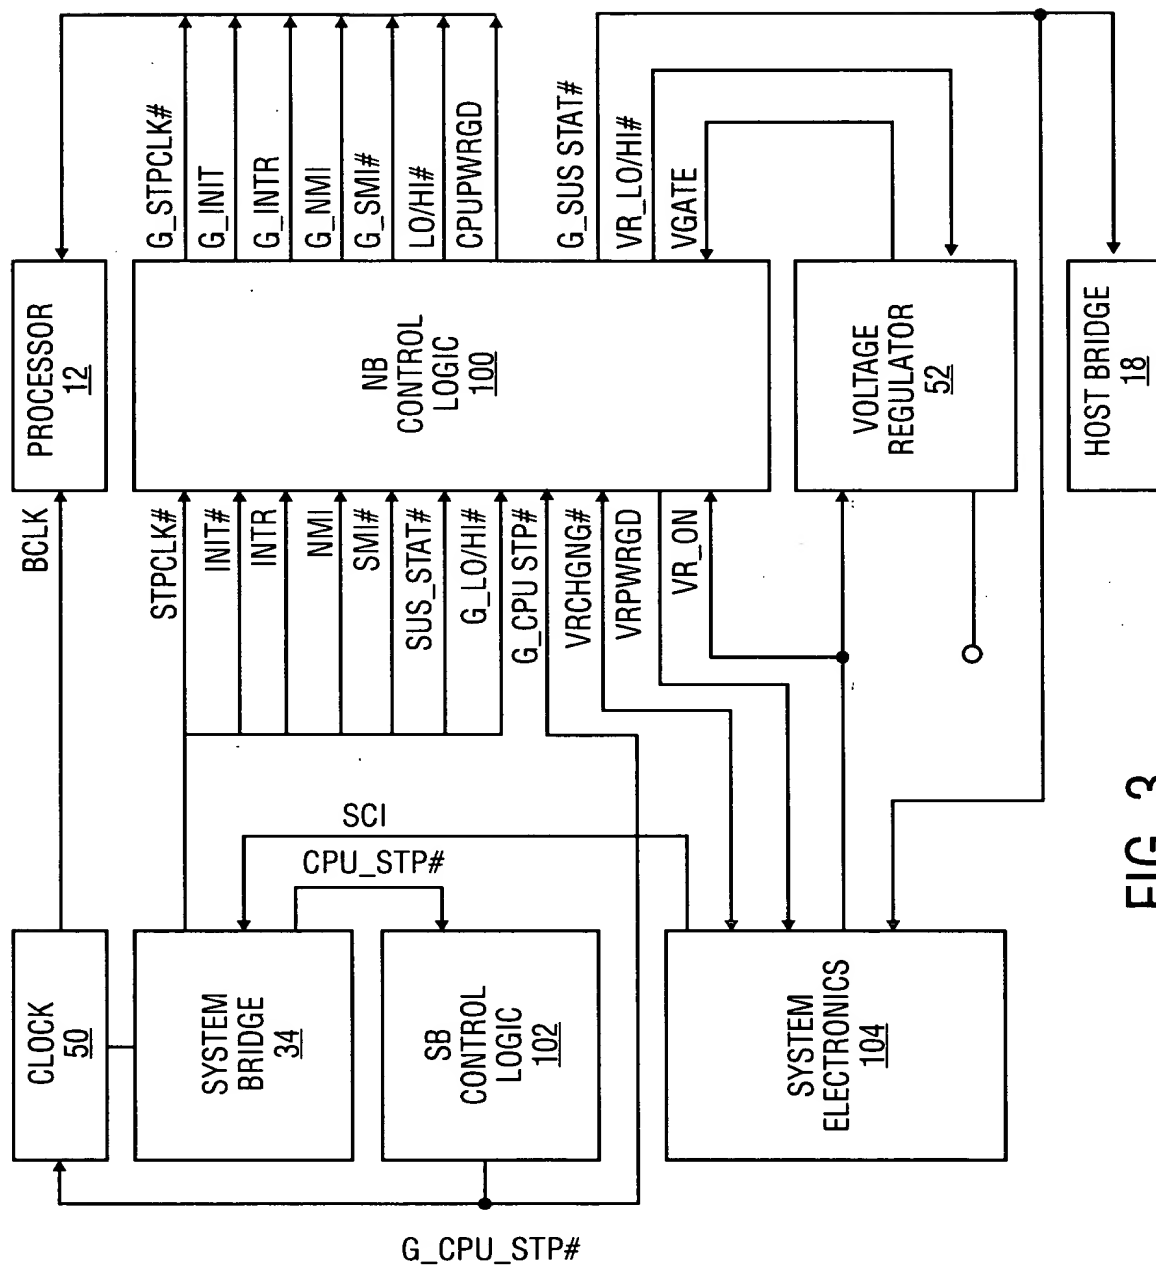 CLOCK
50
BCLK
PROCESSOR
12
SYSTEM
BRIDGE
34
SB
CONTROL
LOGIC
102
SYSTEM
ELECTRONICS
104
G_CPU_STP#
SCI
CPU_STP#
STPCLK#
INIT#
INTR
NMI
SMI#
SUS_STAT#
G_LO/HI#
G_CPU STP#
VRCHGNG#
VRPWRGD
VR_ON
NB
CONTROL
LOGIC
100
G_STPCLK#
G_INIT
G_INTR
G_NMI
G_SMI#
LO/HI#
CPUPWRGD
G_SUS STAT#
VR_LO/HI#
VGATE
VOLTAGE
REGULATOR
52
HOST BRIDGE
18
FIG. 3